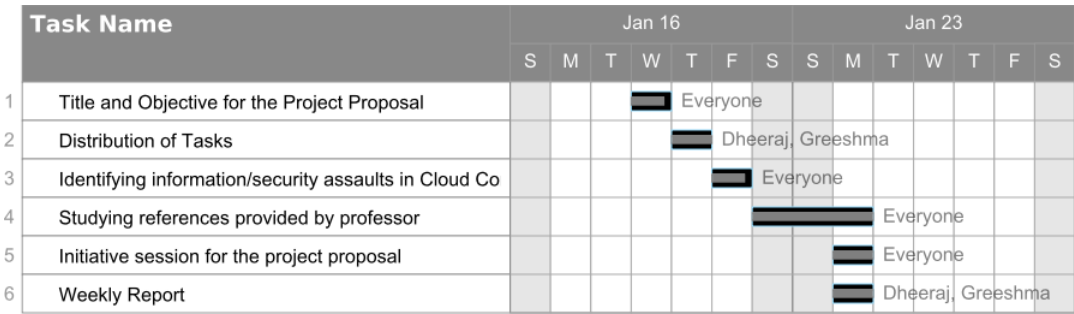 Task Name
Jan 16 Jan 23
S M T W T F S S M T W T F S
1 Title and Objective for the Project Proposal Everyone
2 Distribution of Tasks Dheeraj, Greeshma
3 Identifying information/security assaults in Cloud Co Everyone
4 Studying references provided by professor Everyone
5 Initiative session for the project proposal Everyone
6 Weekly Report Dheeraj, Greeshma